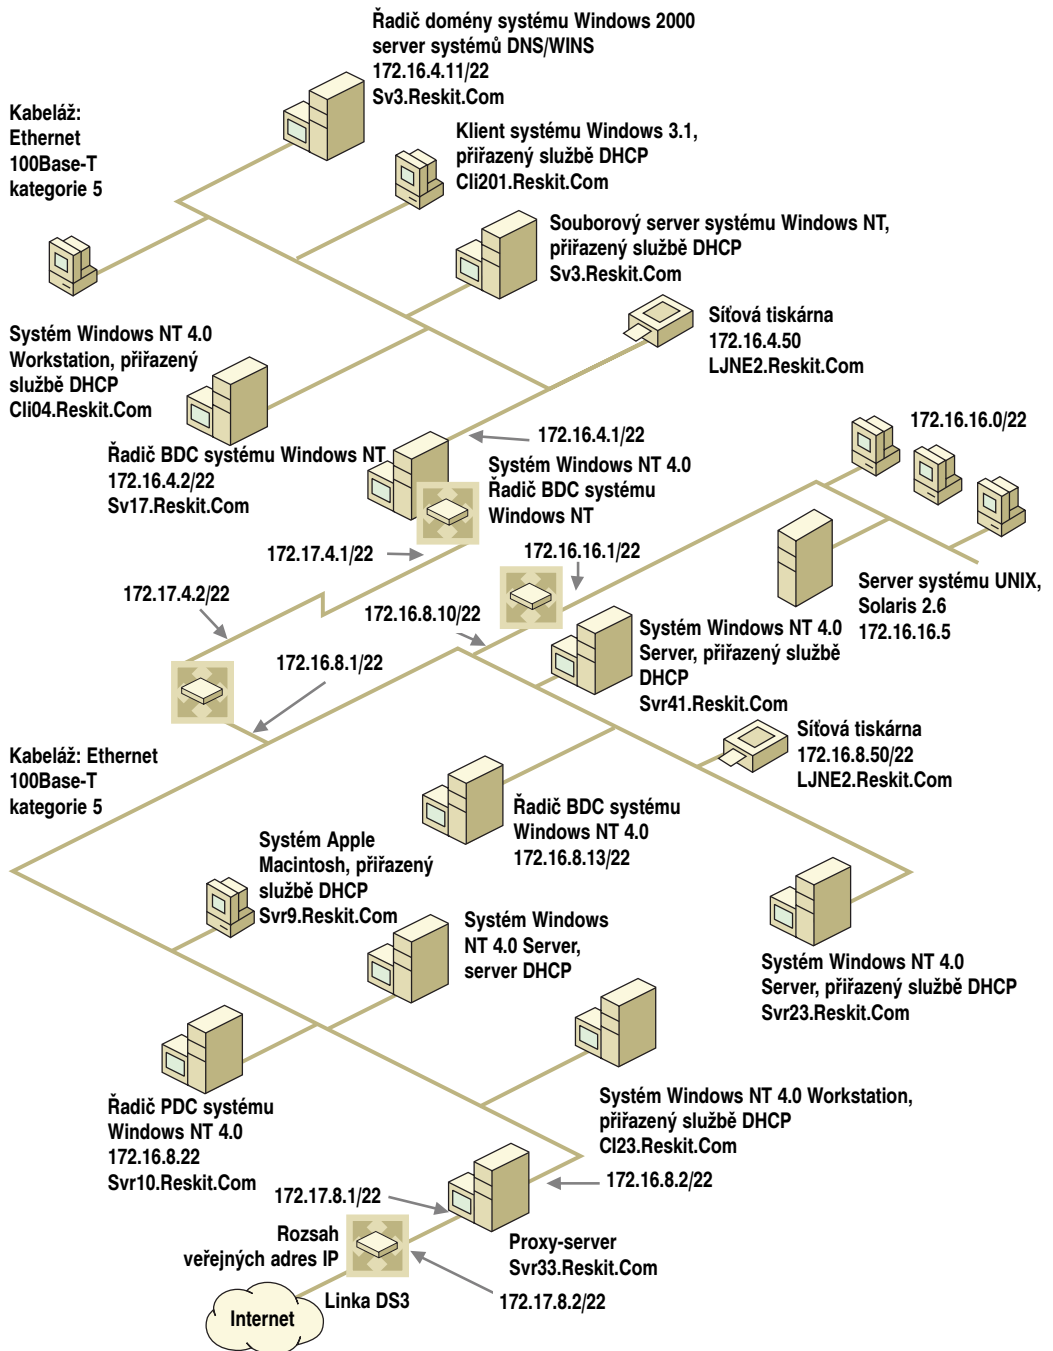 Řadič domény systému Windows 2000
server systémů DNS/WINS
172.16.4.11/22
Sv3.Reskit.Com
Kabeláž:
Ethernet
100Base-T
kategorie 5
Klient systému Windows 3.1,
přiřazený službě DHCP
Cli201.Reskit.Com
Souborový server systému Windows NT,
přiřazený službě DHCP
Sv3.Reskit.Com
Síťová tiskárna
172.16.4.50
LJNE2.Reskit.Com
Systém Windows NT 4.0
Workstation, přiřazený
službě DHCP
Cli04.Reskit.Com
172.16.16.0/22
172.16.4.1/22
Řadič BDC systému Windows NT
172.16.4.2/22
Sv17.Reskit.Com
Systém Windows NT 4.0
Řadič BDC systému
Windows NT
172.17.4.1/22
172.16.16.1/22
Server systému UNIX,
Solaris 2.6
172.16.16.5
172.17.4.2/22
172.16.8.10/22
Systém Windows NT 4.0
Server, přiřazený službě
DHCP
Svr41.Reskit.Com
172.16.8.1/22
Síťová tiskárna
172.16.8.50/22
LJNE2.Reskit.Com
Kabeláž: Ethernet
100Base-T
kategorie 5
Řadič BDC systému
Windows NT 4.0
172.16.8.13/22
Systém Apple
Macintosh, přiřazený
službě DHCP
Svr9.Reskit.Com
Systém Windows
NT 4.0 Server,
server DHCP
Systém Windows NT 4.0
Server, přiřazený službě DHCP
Svr23.Reskit.Com
Systém Windows NT 4.0 Workstation,
přiřazený službě DHCP
Cl23.Reskit.Com
Řadič PDC systému
Windows NT 4.0
172.16.8.22
Svr10.Reskit.Com
172.16.8.2/22
172.17.8.1/22
Rozsah
veřejných adres IP
Proxy-server
Svr33.Reskit.Com
Linka DS3
172.17.8.2/22
Internet